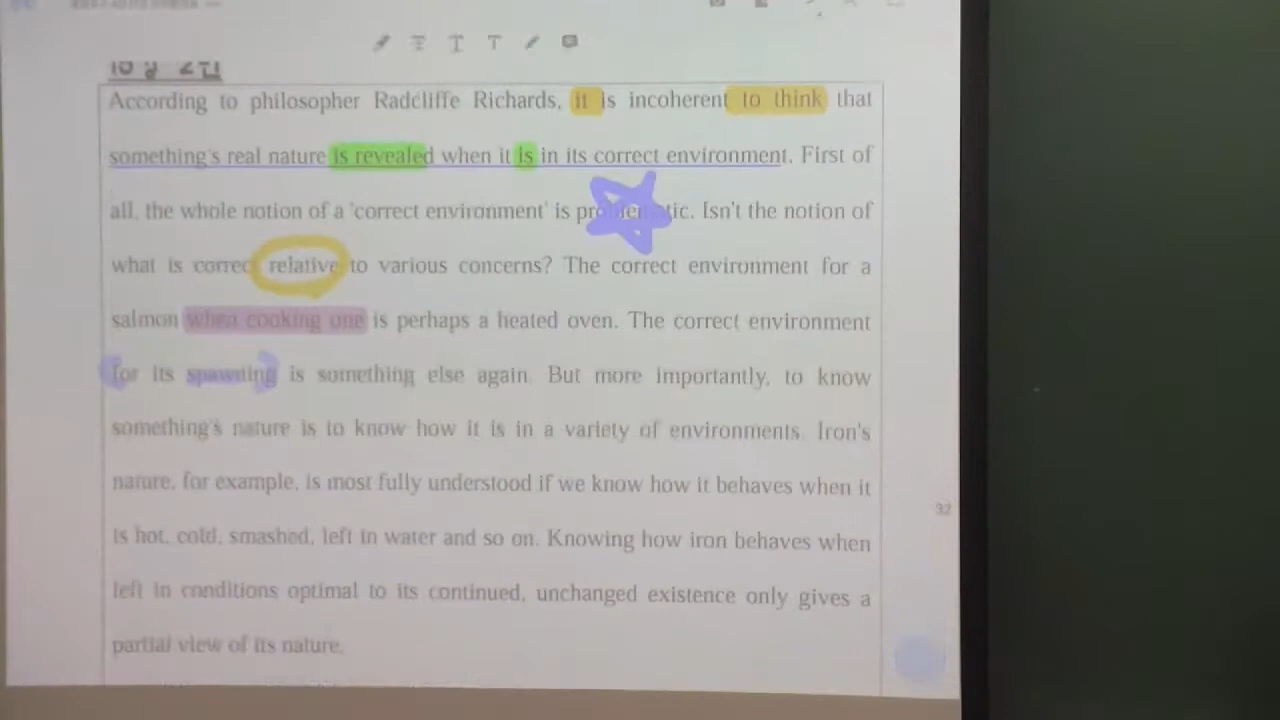 According to philosopher Radcliffe Richards, it is incoherent to think that
something's real nature is revealed when it is in its correct environment. First of
all, the whole notion of a 'correct environment' is problematic. Isn't the notion of
what is correct relative to various concerns? The correct environment for a
salmon when cooking one is perhaps a heated oven. The correct environment
for its spawning is something else again. But more importantly, to know
something's nature is to know how it is in a variety of environments. Iron's
nature, for example, is most fully understood if we know how it behaves when it
is hot, cold, smashed, left in water and so on. Knowing how iron behaves when
left in conditions optimal to its continued, unchanged existence only gives a
partial view of its nature.
32